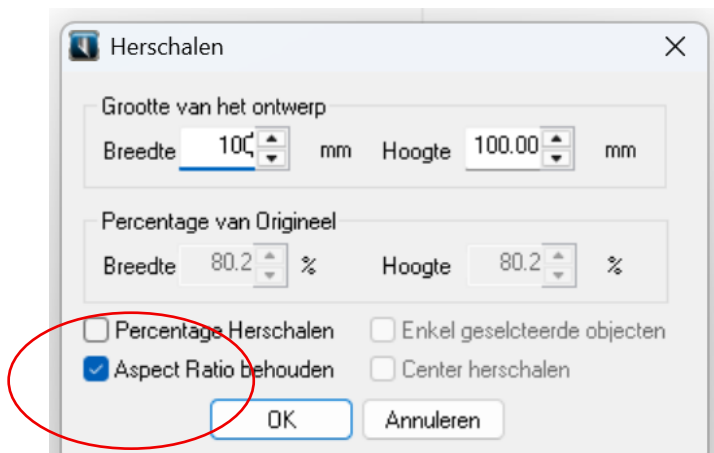 Herschalen
Grootte van het ontwerp
Breedte 100 mm Hoogte 100.00 mm
Percentage van Origineel
Breedte 80.2 % Hoogte 80.2 %
Percentage Herschalen Enkel geselcteerde objecten
Aspect Ratio behouden Center herschalen
OK Annuleren